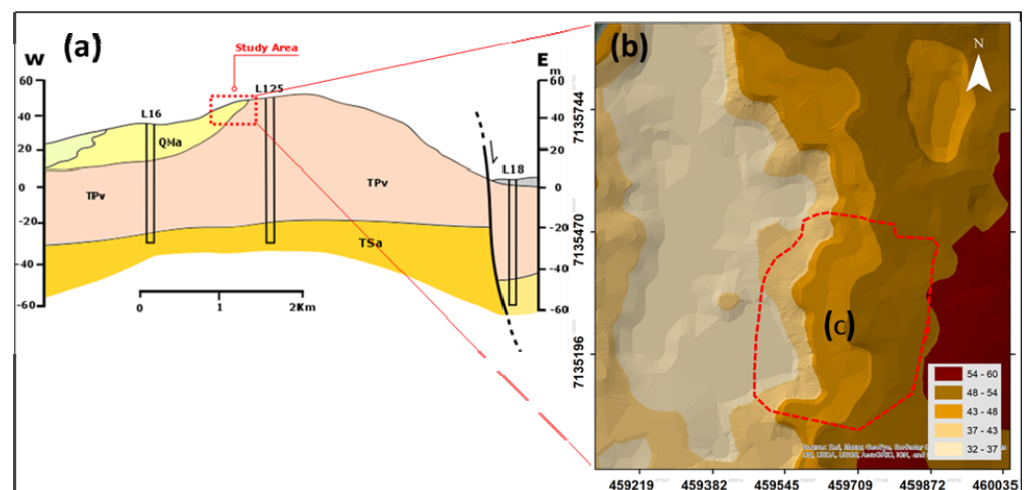 (a)
Study Area
W
E
m
60
40
20
0
-20
-40
-60
L16
L125
QMa
TPv
TPv
TSa
L18
60
40
20
0
-20
-40
-60
0 1 2Km
(b)
N
7135744
7135470
7135196
(c)
54 - 60
48 - 54
43 - 48
37 - 43
32 - 37
459219 459382 459545 459709 459872 460035